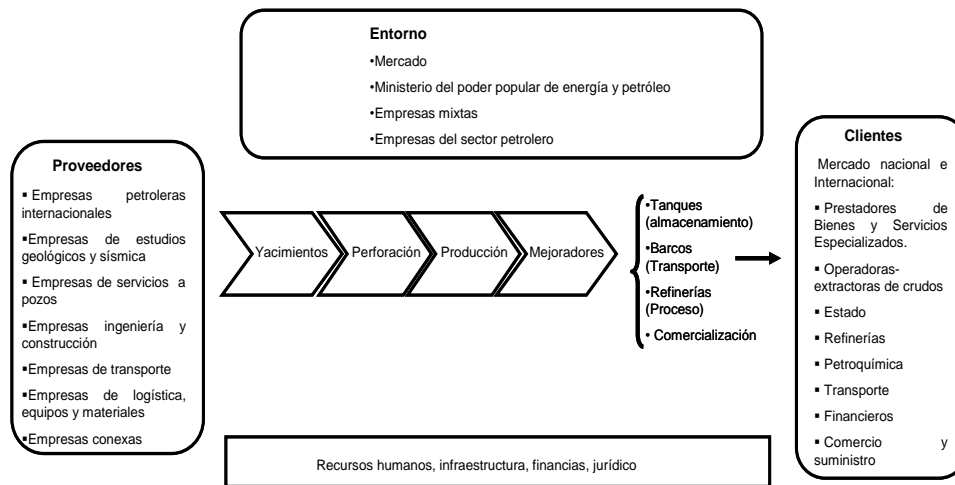 Entorno
•Mercado
•Ministerio del poder popular de energía y petróleo
•Empresas mixtas
•Empresas del sector petrolero
Proveedores
▪ Empresas petroleras
internacionales
▪Empresas de estudios
geológicos y sísmica
▪ Empresas de servicios a
pozos
▪Empresas ingeniería y
construcción
▪Empresas de transporte
▪Empresas de logística,
equipos y materiales
▪Empresas conexas
Yacimientos
Perforación
Producción
Mejoradores
•Tanques
(almacenamiento)
•Barcos
(Transporte)
•Refinerías
(Proceso)
• Comercialización
Clientes
Mercado nacional e
Internacional:
▪ Prestadores de
Bienes y Servicios
Especializados.
▪ Operadoras-
extractoras de crudos
▪ Estado
▪ Refinerías
▪ Petroquímica
▪ Transporte
▪ Financieros
▪ Comercio y
suministro
Recursos humanos, infraestructura, financias, jurídico